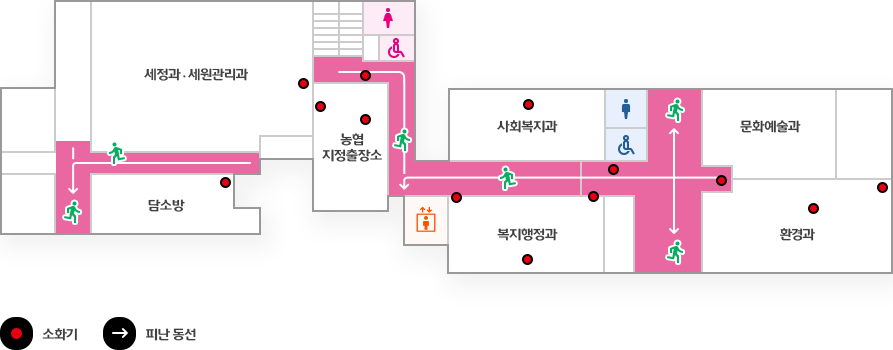 세정과 · 세원관리과
농협
지정출장소
사회복지과
문화예술과
담소방
복지행정과
환경과
소화기
피난 동선